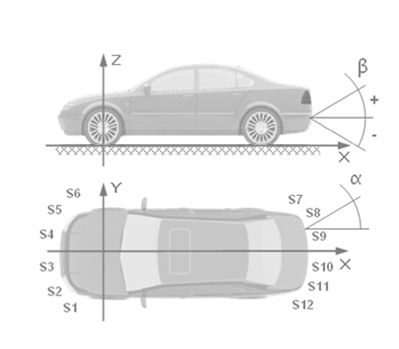 Z
β
+
-
X
Y
α
S6
S7
S5
S8
S4
S9
X
S3
S10
S2
S11
S1
S12